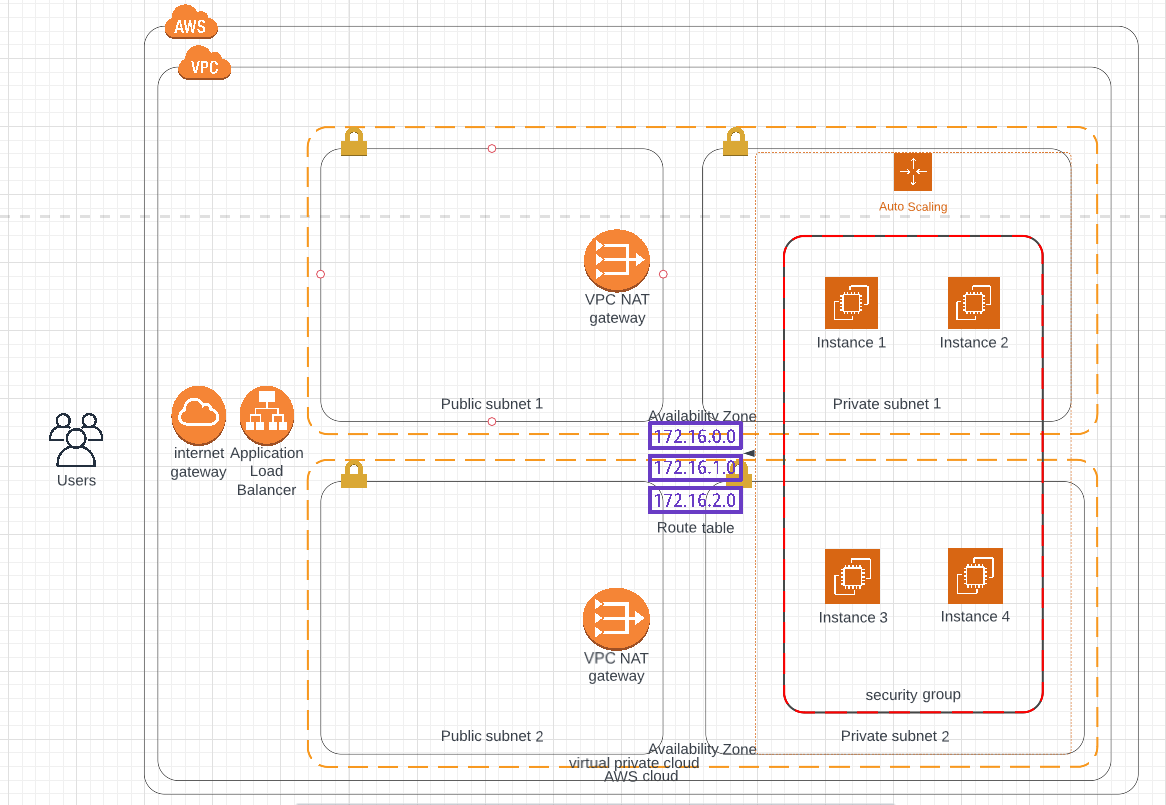 AWS
VPC
Auto Scaling
VPC NAT
gateway
Instance 1
Instance 2
Public subnet 1
Private subnet 1
Availability Zone
172.16.0.0
172.16.1.0
172.16.2.0
Route table
internet
gateway
Application
Load
Balancer
Users
Instance 3
Instance 4
VPC NAT
gateway
security group
Public subnet 2
Private subnet 2
Availability Zone
virtual private cloud
AWS cloud